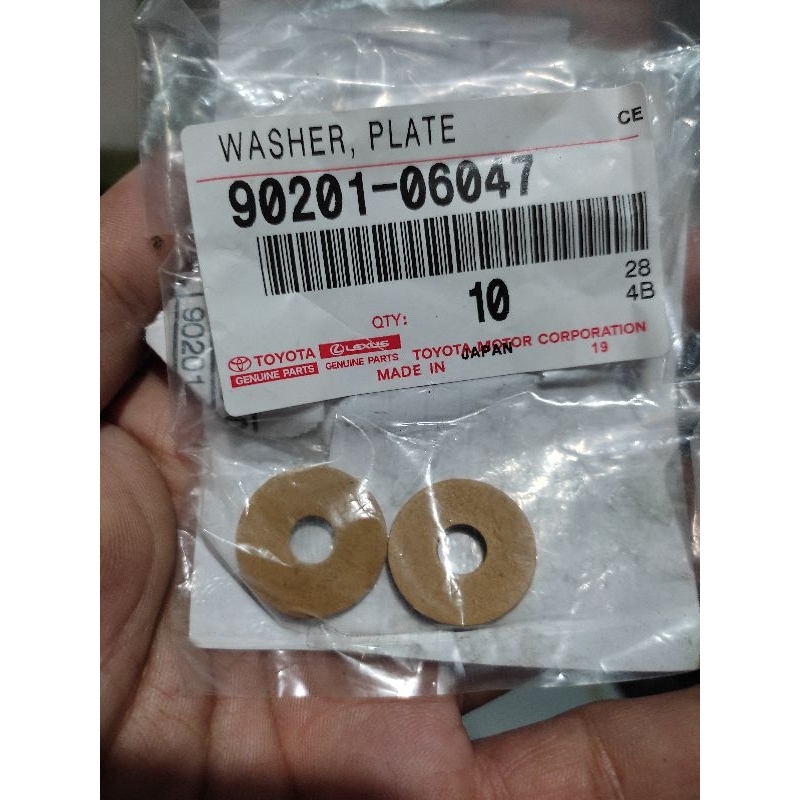 WASHER, PLATE
CE
90201-06047
28
4B
QTY: 10
TOYOTA
GENUINE PARTS
LEXUS
GENUINE PARTS
TOYOTA MOTOR CORPORATION
19
MADE IN JAPAN
90201